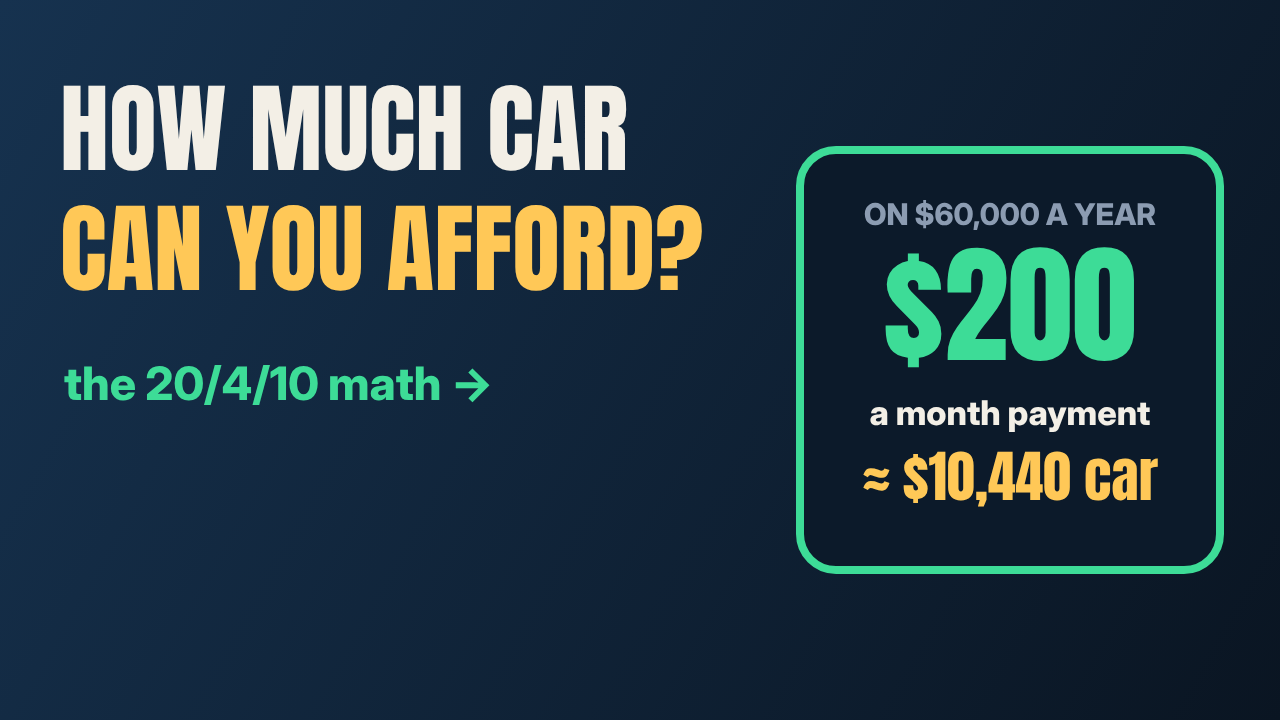 HOW MUCH CAR
CAN YOU AFFORD?
the 20/4/10 math →
ON $60,000 A YEAR
$200
a month payment
≈ $10,440 car